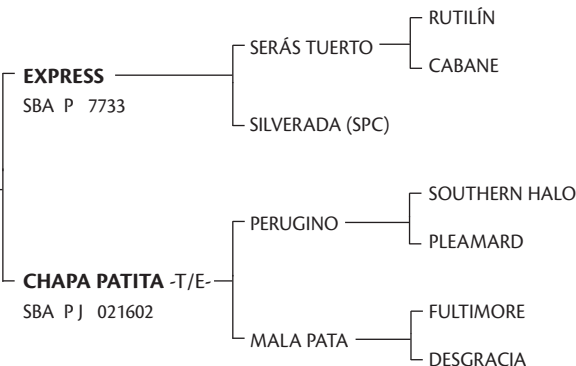 RUTILÍN
SERÁS TUERTO
CABANE
EXPRESS
SBA P 7733
SILVERADA (SPC)
SOUTHERN HALO
PERUGINO
PLEAMARD
CHAPA PATITA -T/E-
SBA PJ 021602
FULTIMORE
MALA PATA
DESGRACIA